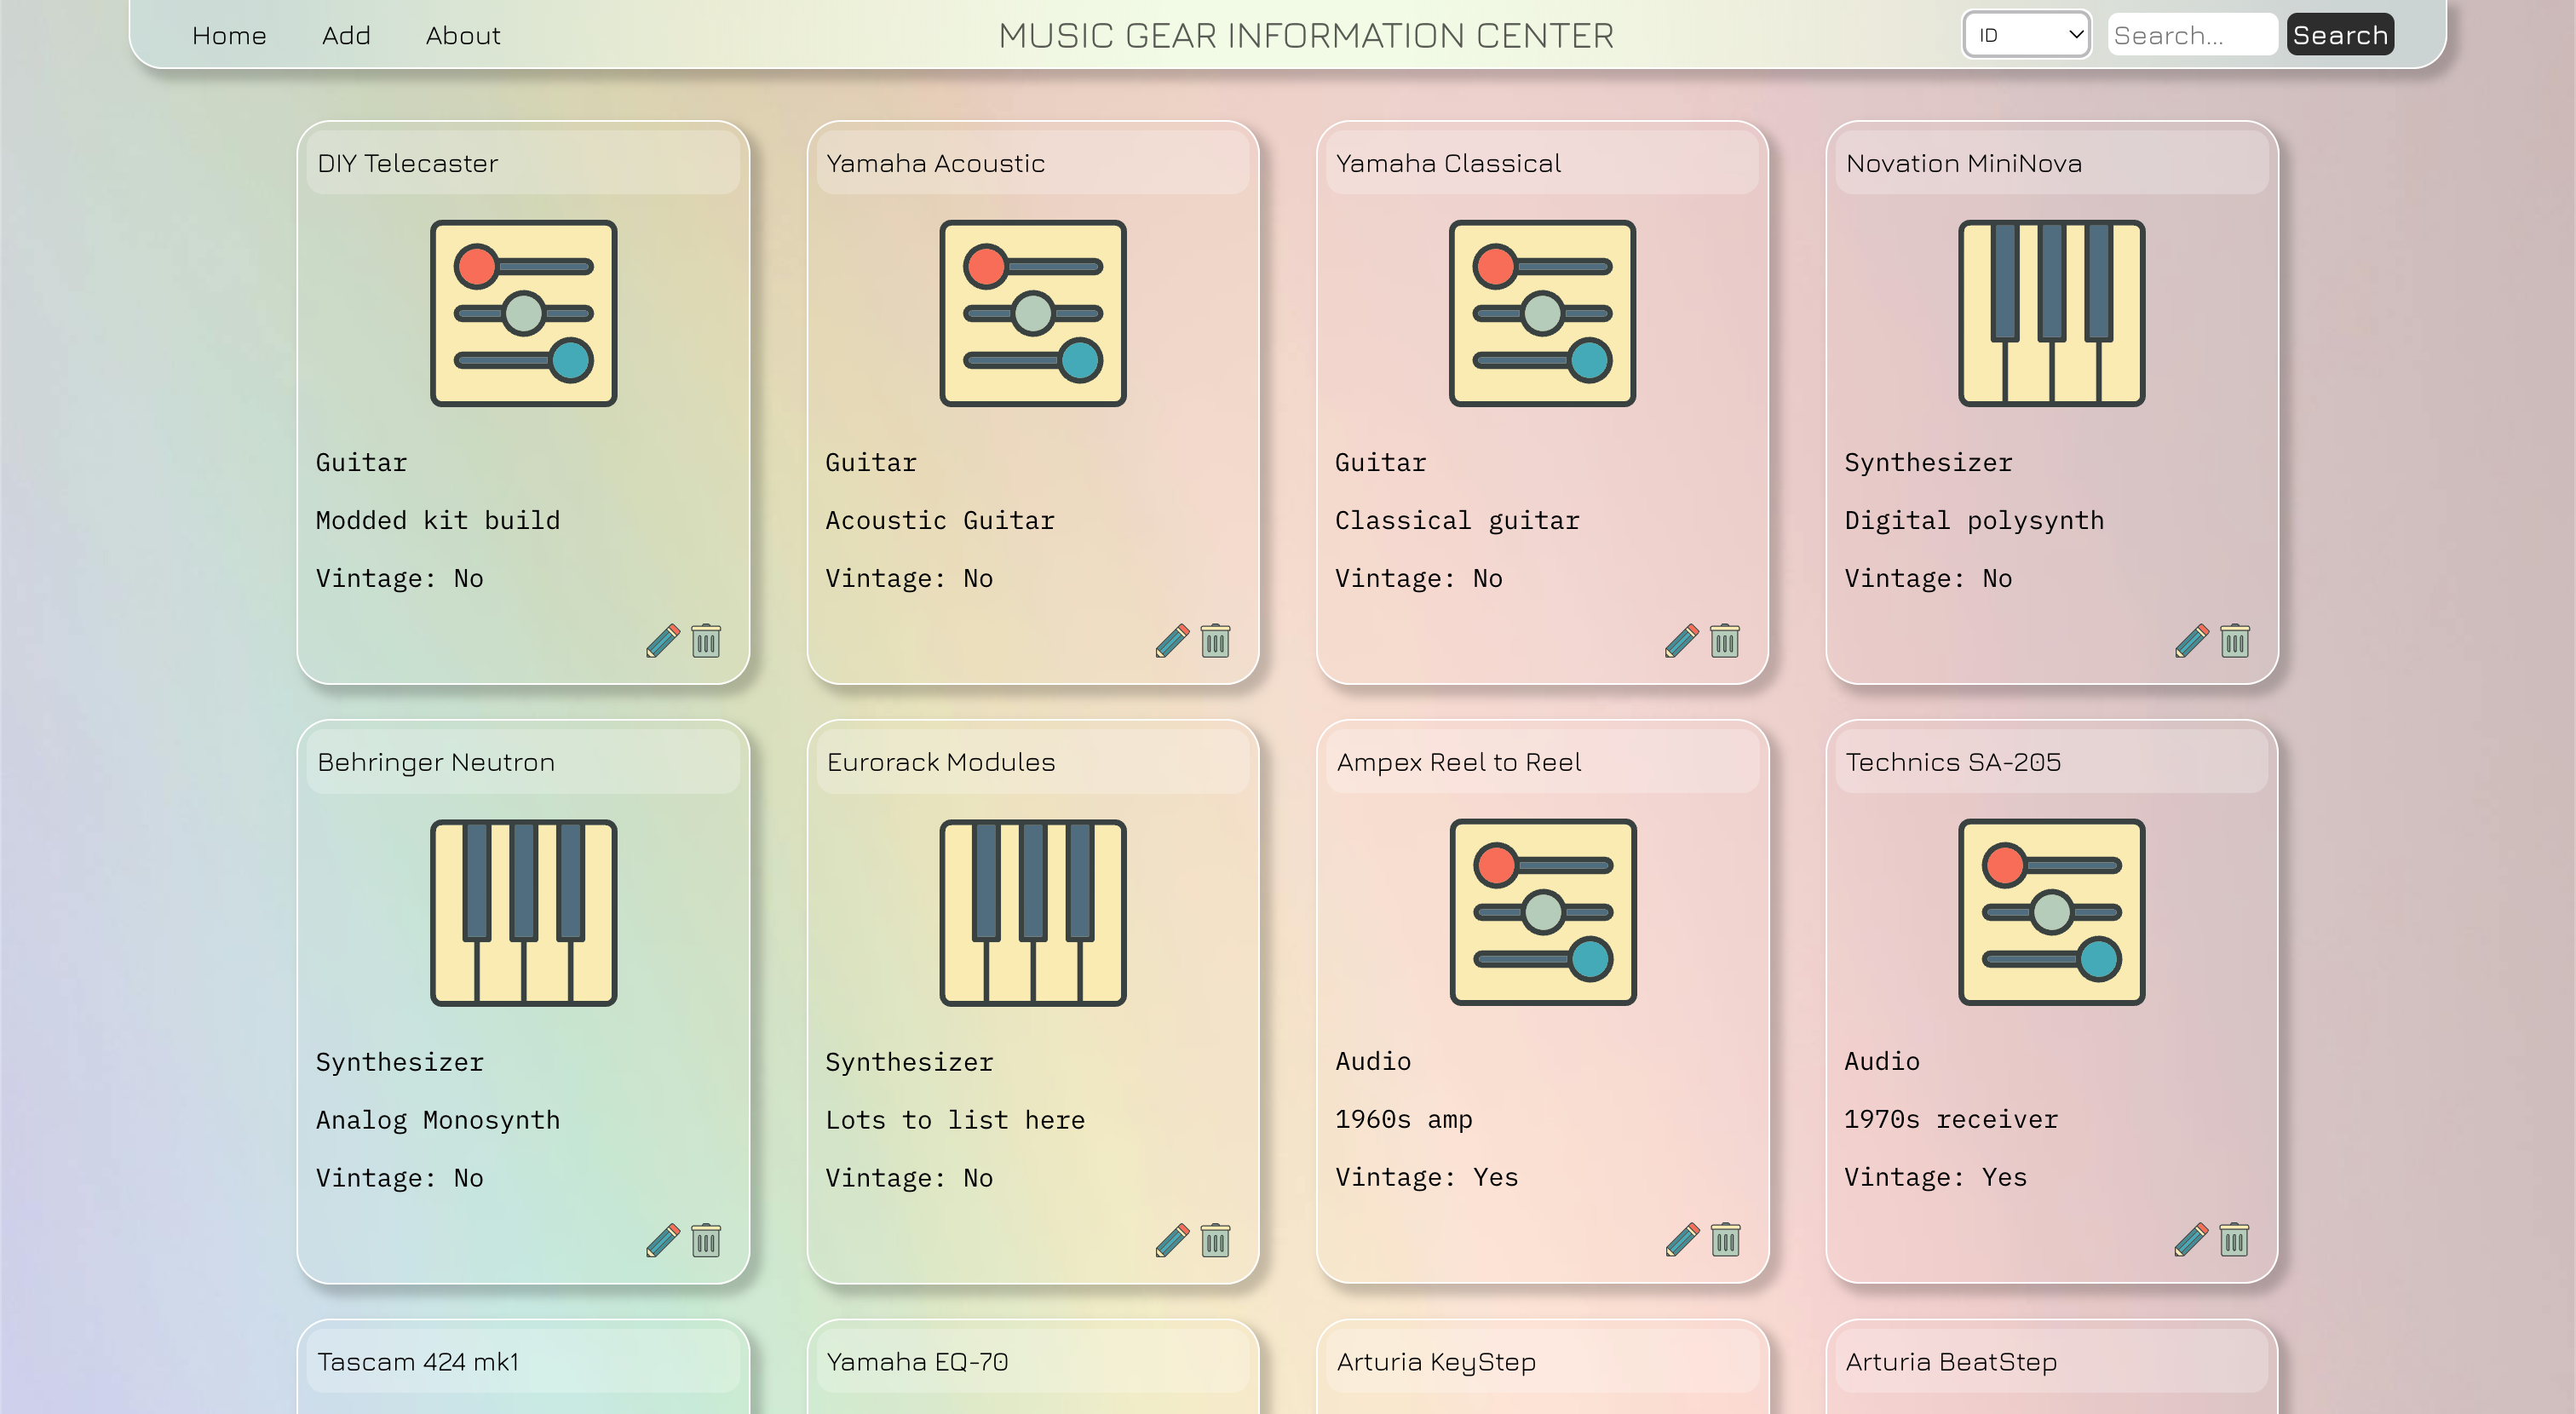 Home Add About MUSIC GEAR INFORMATION CENTER ID Search... Search
DIY Telecaster
Guitar
Modded kit build
Vintage: No
Yamaha Acoustic
Guitar
Acoustic Guitar
Vintage: No
Yamaha Classical
Guitar
Classical guitar
Vintage: No
Novation MiniNova
Synthesizer
Digital polysynth
Vintage: No
Behringer Neutron
Synthesizer
Analog Monosynth
Vintage: No
Eurorack Modules
Synthesizer
Lots to list here
Vintage: No
Ampex Reel to Reel
Audio
1960s amp
Vintage: Yes
Technics SA-205
Audio
1970s receiver
Vintage: Yes
Tascam 424 mk1
Yamaha EQ-70
Arturia KeyStep
Arturia BeatStep